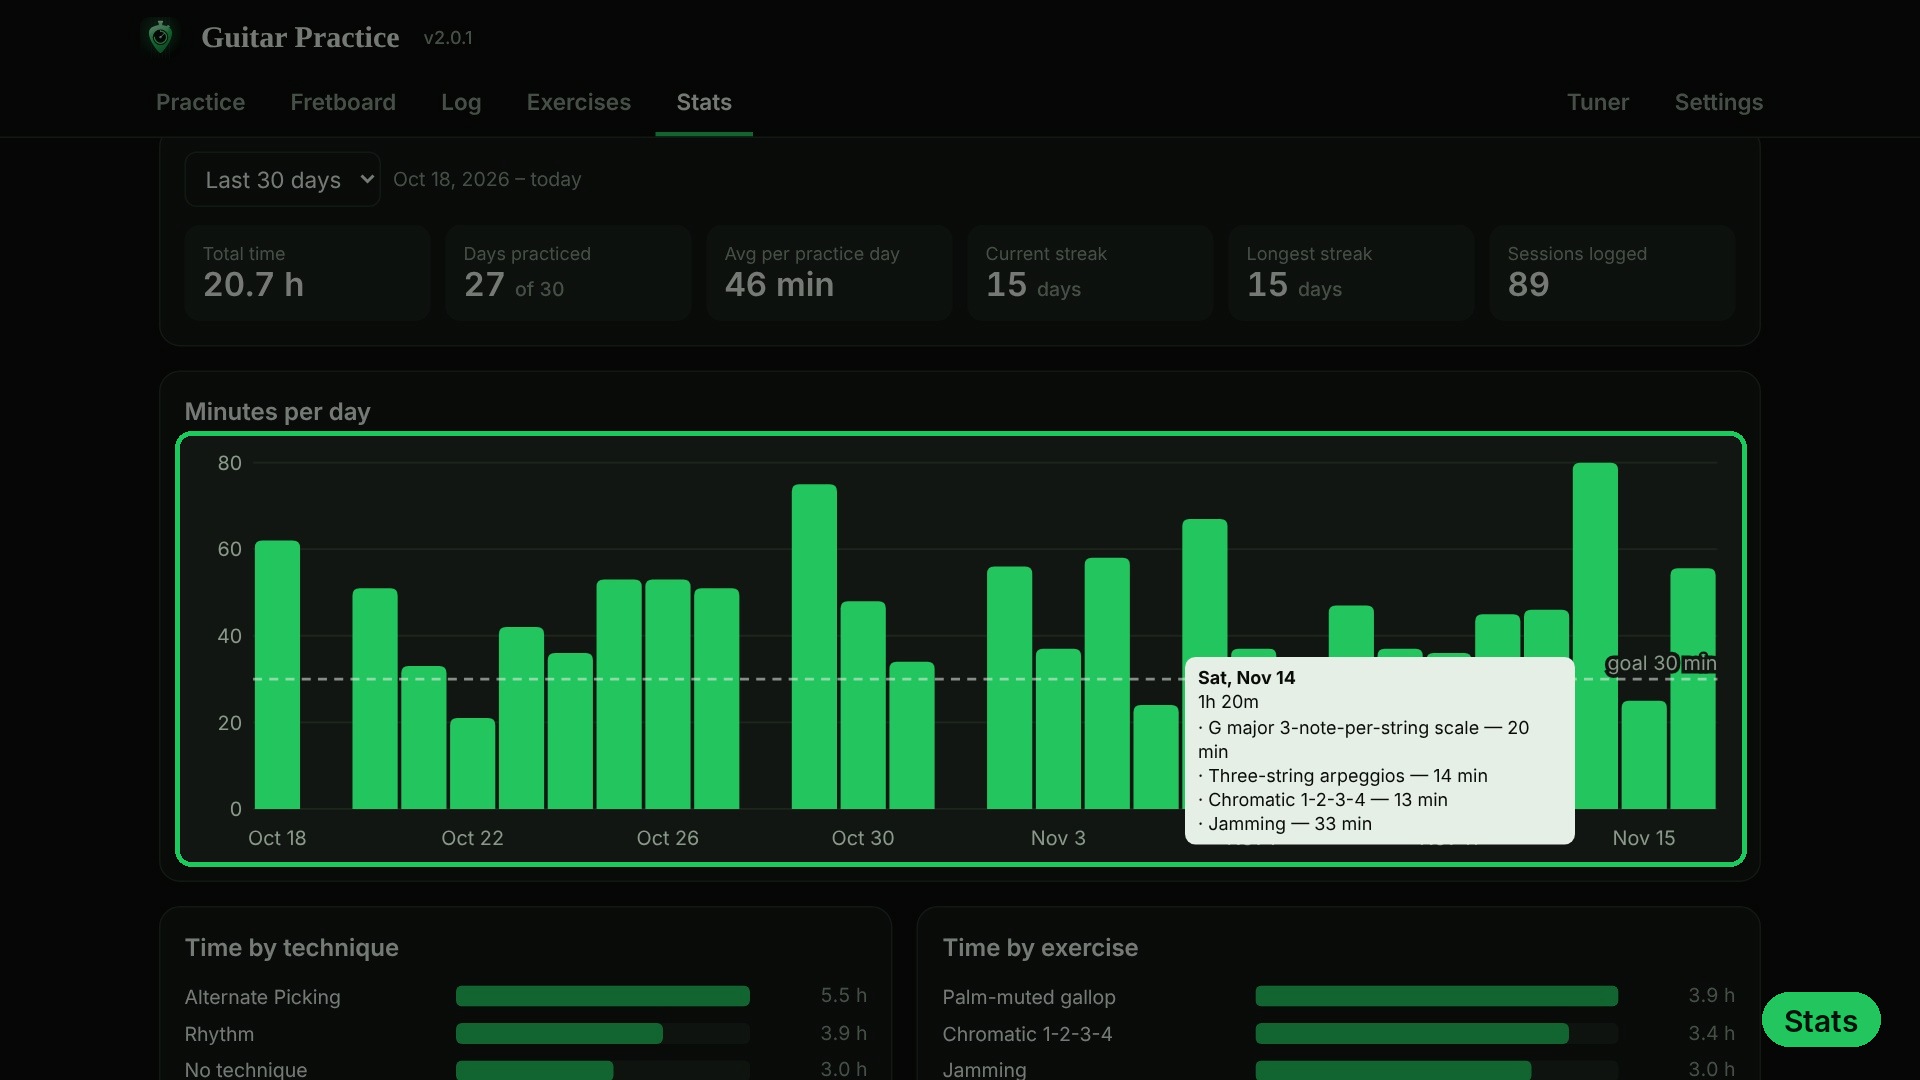 Guitar Practice v2.0.1
Practice Fretboard Log Exercises Stats Tuner Settings
Last 30 days Oct 18, 2026 – today
Total time Days practiced Avg per practice day Current streak Longest streak Sessions logged
20.7 h 27 of 30 46 min 15 days 15 days 89
Minutes per day
80
60
40
goal 30 min
20
0
Sat, Nov 14
1h 20m
· G major 3-note-per-string scale — 20
min
· Three-string arpeggios — 14 min
· Chromatic 1-2-3-4 — 13 min
· Jamming — 33 min
Oct 18 Oct 22 Oct 26 Oct 30 Nov 3 Nov 15
Time by technique
Alternate Picking 5.5 h
Rhythm 3.9 h
No technique 3.0 h
Time by exercise
Palm-muted gallop 3.9 h
Chromatic 1-2-3-4 3.4 h
Jamming 3.0 h
Stats